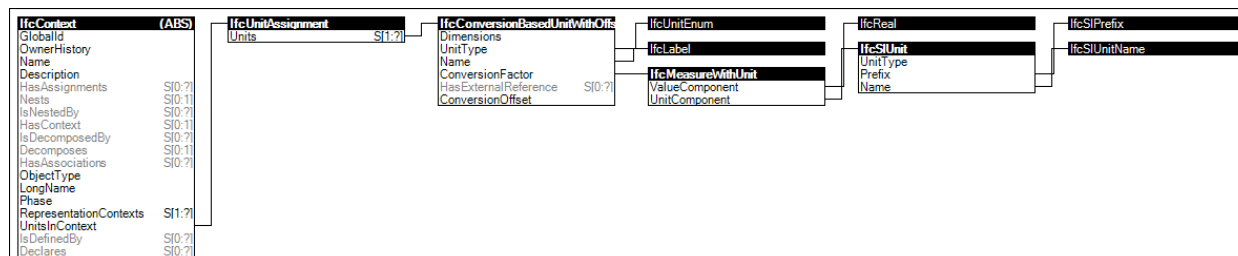 IfcContext (ABS)
GlobalId
OwnerHistory
Name
Description
HasAssignments S[0:?]
Nests S[0:1]
IsNestedBy S[0:?]
HasContext S[0:1]
IsDecomposedBy S[0:?]
Decomposes S[0:1]
HasAssociations S[0:?]
ObjectType
LongName
Phase
RepresentationContexts S[1:?]
UnitsInContext
IsDefinedBy S[0:?]
Declares S[0:?]
IfcUnitAssignment
Units S[1:?]
IfcConversionBasedUnitWithOffs
Dimensions
UnitType
Name
ConversionFactor
HasExternalReference S[0:?]
ConversionOffset
IfcUnitEnum
IfcLabel
IfcMeasureWithUnit
ValueComponent
UnitComponent
IfcReal
IfcSIUnit
UnitType
Prefix
Name
IfcSIPrefix
IfcSIUnitName